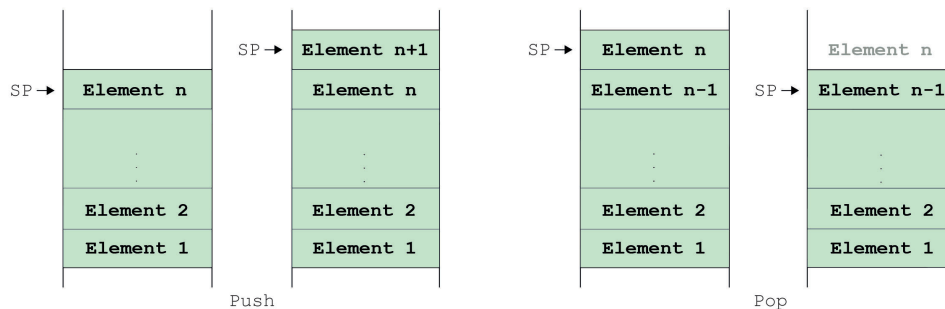 SP → Element n
.
.
.
Element 2
Element 1
SP → Element n+1
Element n
.
.
.
Element 2
Element 1
Push
SP → Element n
Element n-1
.
.
.
Element 2
Element 1
Element n
SP → Element n-1
.
.
.
Element 2
Element 1
Pop